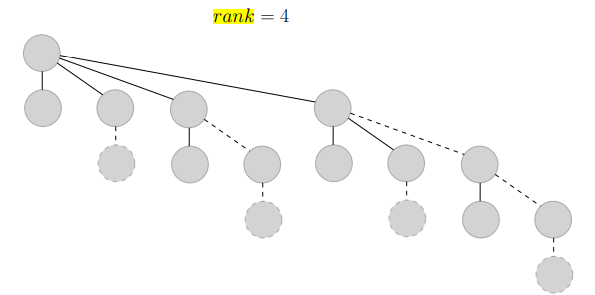 rank = 4